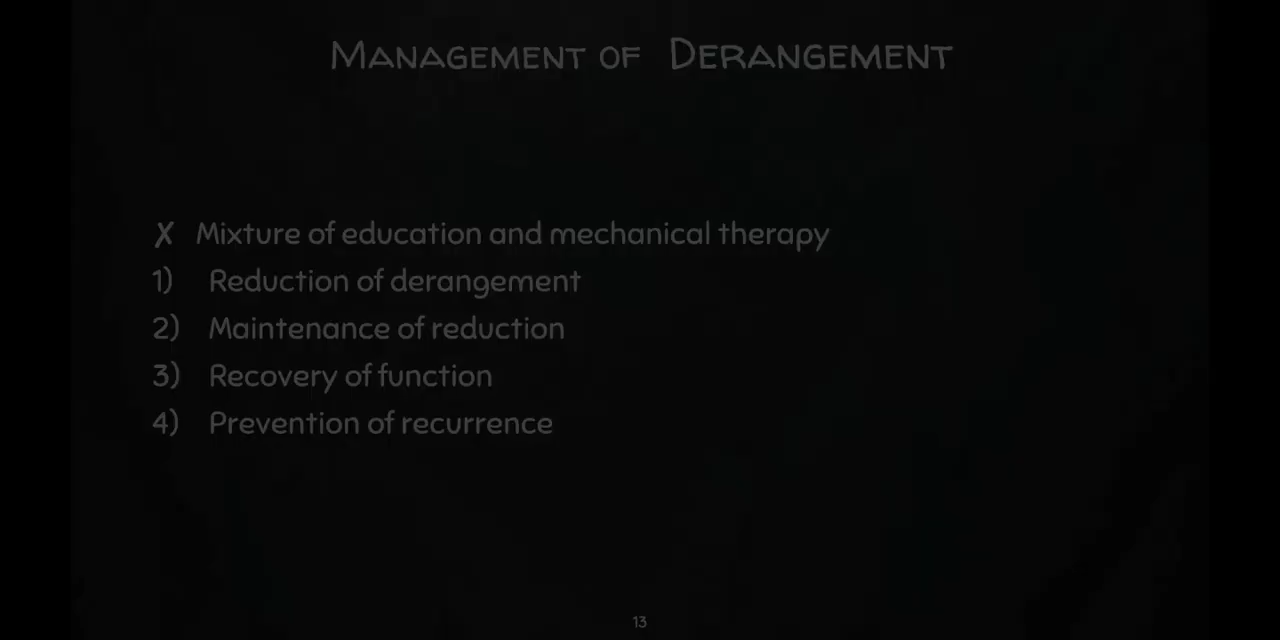 Management of Derangement
✗ Mixture of education and mechanical therapy
1) Reduction of derangement
2) Maintenance of reduction
3) Recovery of function
4) Prevention of recurrence
13